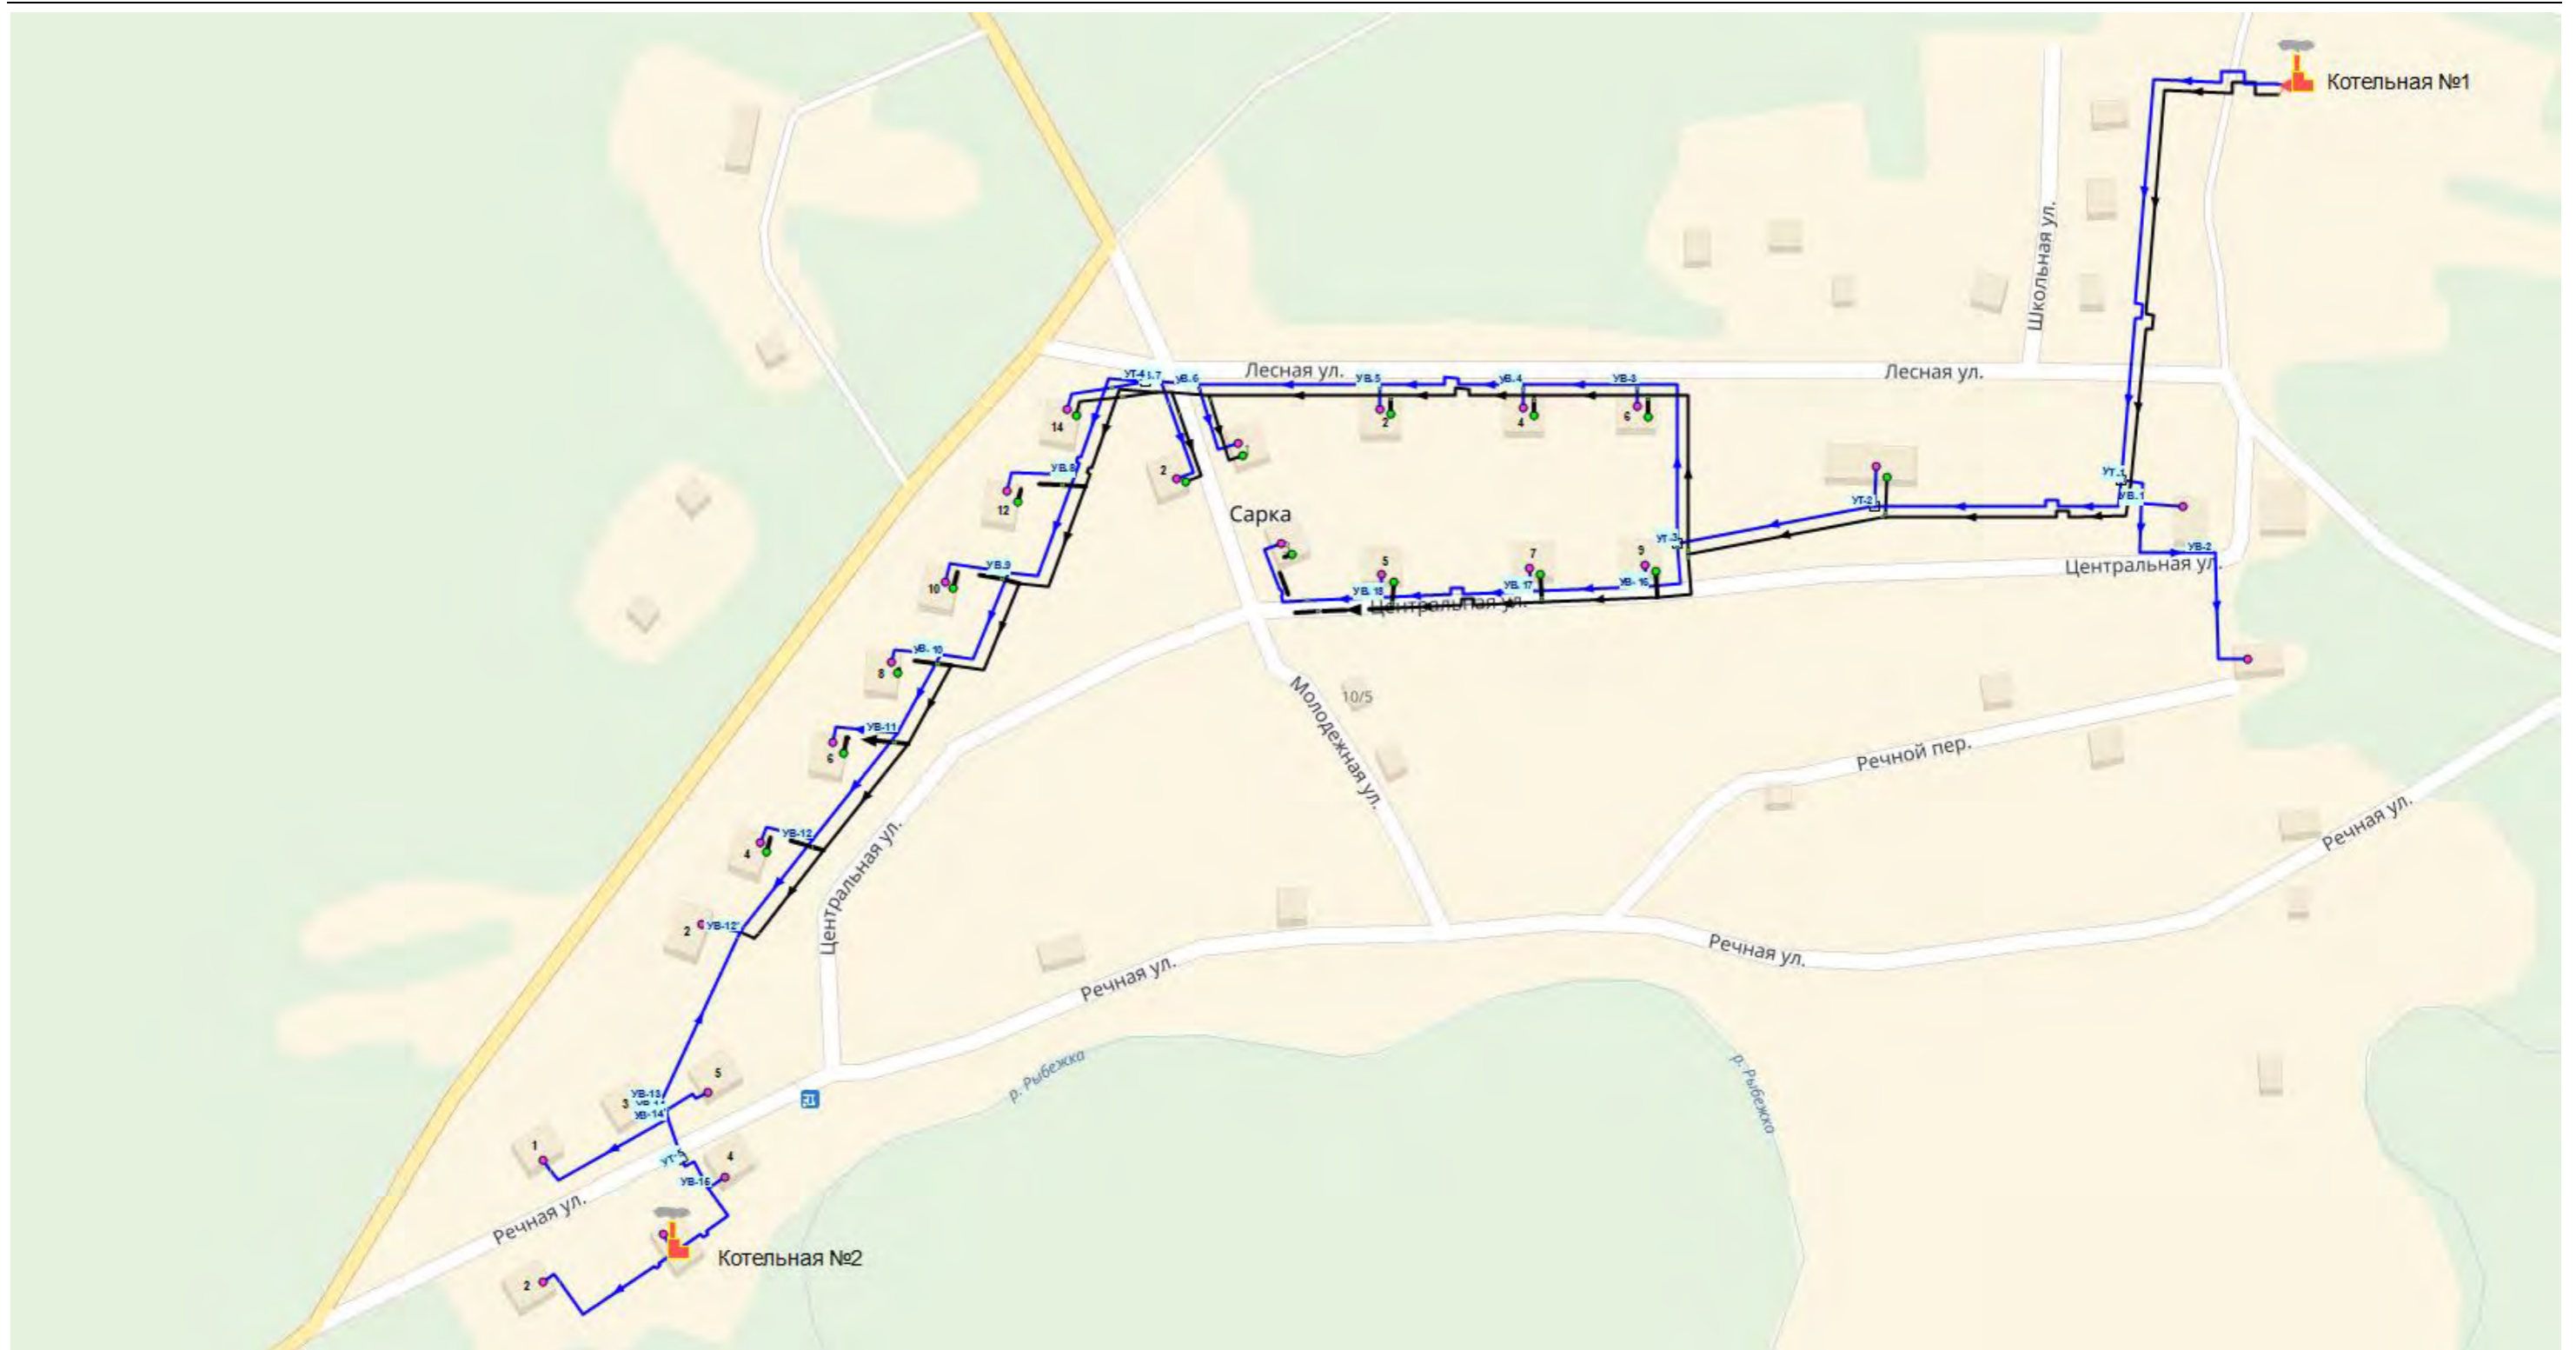 Котельная №1
Школьная ул.
Лесная ул.
Лесная ул.
УТ-4
УВ.6
УВ.5
УВ.4
УВ-3
14
2
4
6
2
УВ.8
12
УТ.1
УВ.1
УТ-2
Сарка
УТ-3
УВ-2
Центральная ул.
5
7
9
УВ.9
10
УВ.18
УВ.17
УВ-16
Центральная ул.
УВ.10
8
Молодежная ул.
10/5
УВ-11
6
Речной пер.
Речная ул.
УВ-12
4
Центральная ул.
2
УВ-12'
Речная ул.
Речная ул.
р. Рыбежка
р. Рыбежка
5
УВ-13
3
УВ-14'
1
УТ-5
4
УВ-15
Речная ул.
Котельная №2
2